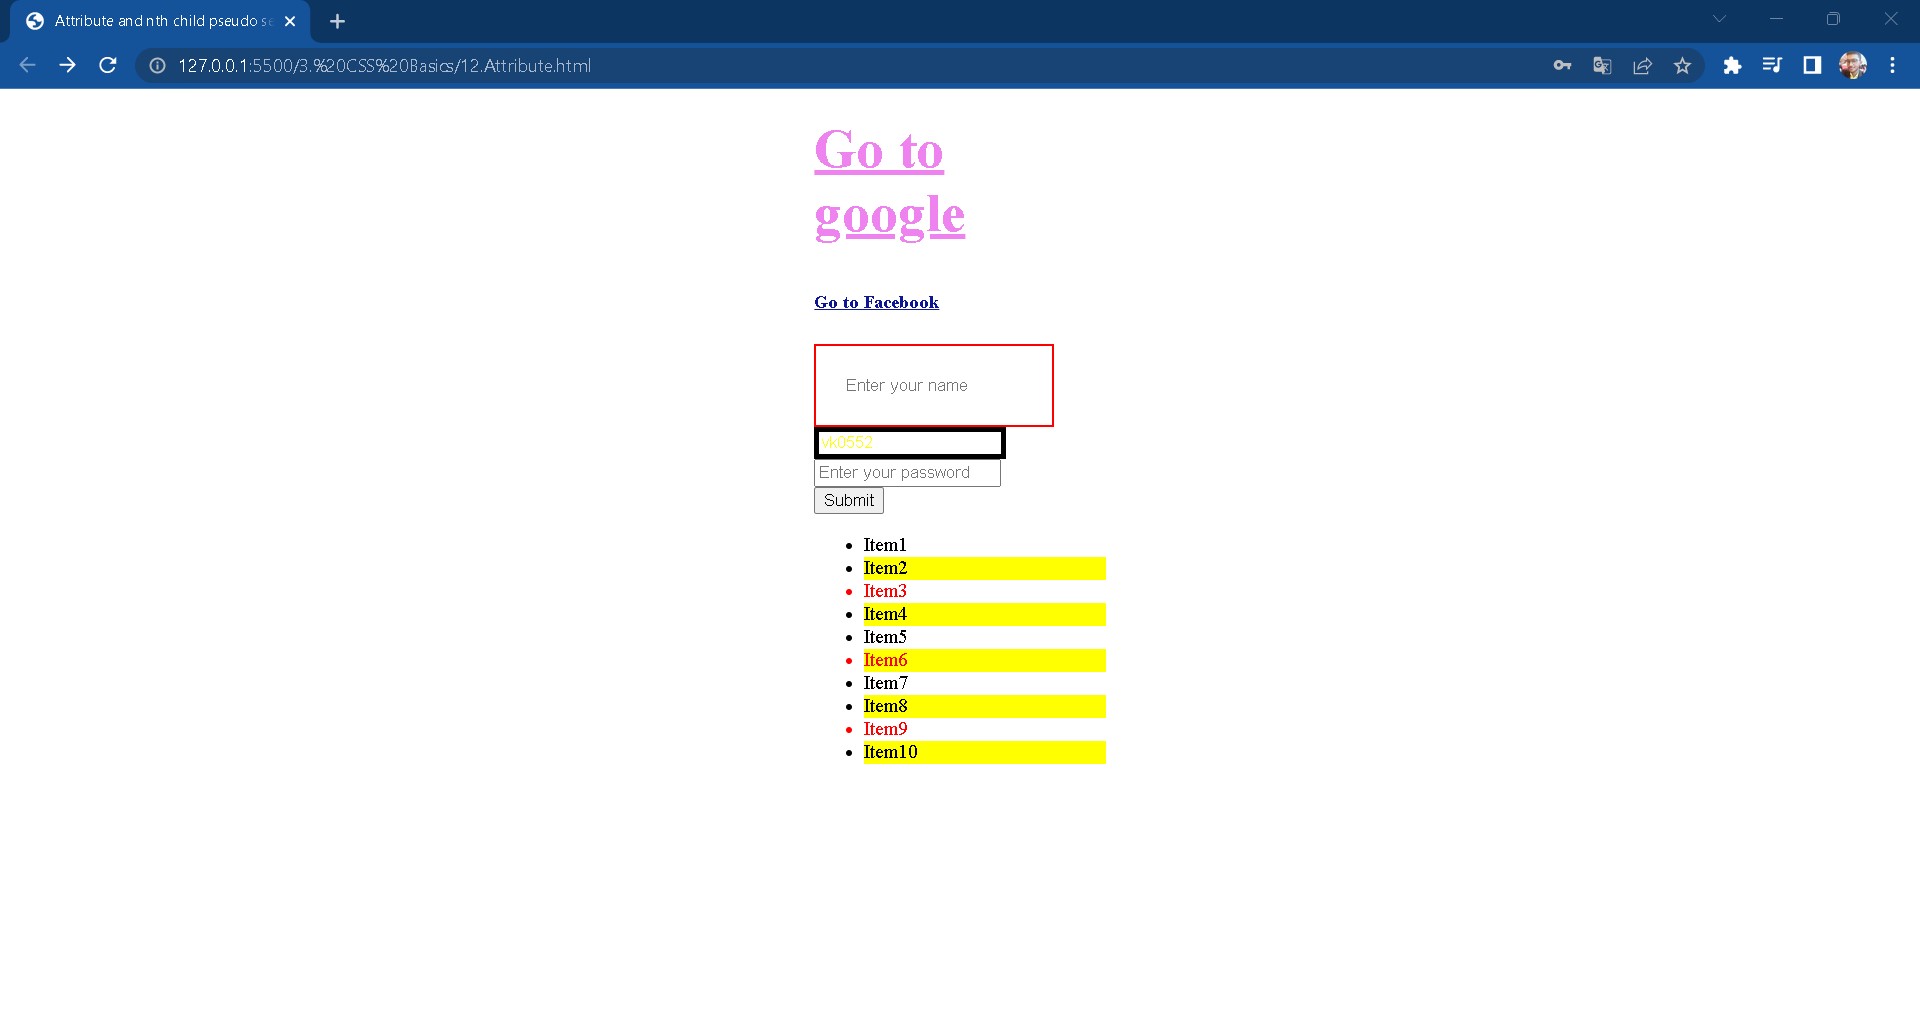 Attribute and nth child pseudo se
127.0.0.1:5500/3.%20CSS%20Basics/12.Attribute.html
Go to
google
Go to Facebook
Enter your name
vk0552
Enter your password
Submit
Item1
Item2
Item3
Item4
Item5
Item6
Item7
Item8
Item9
Item10